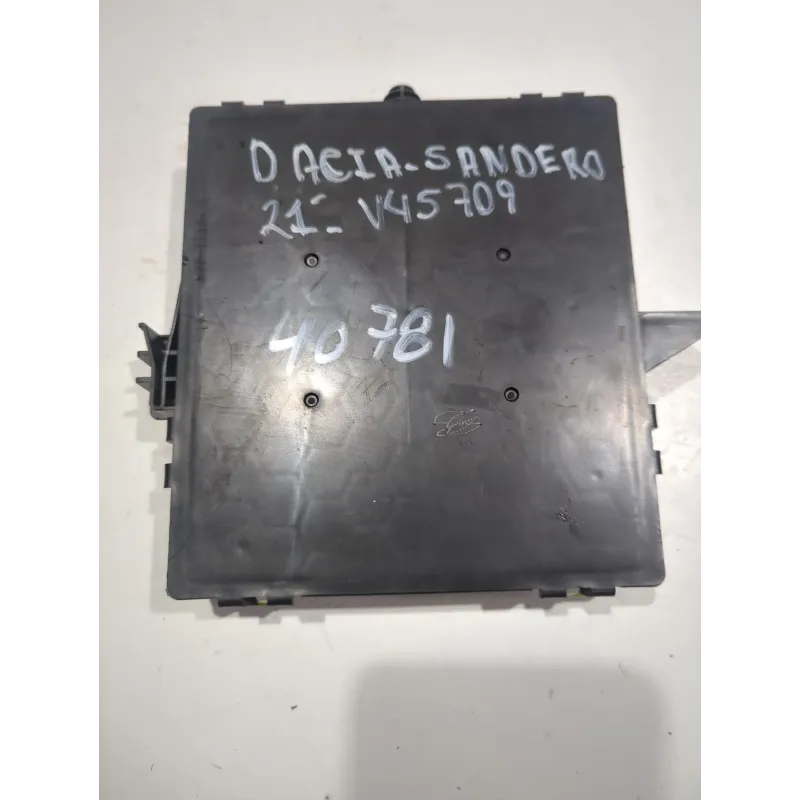 DACIA-SANDERO
21- V45709
40781